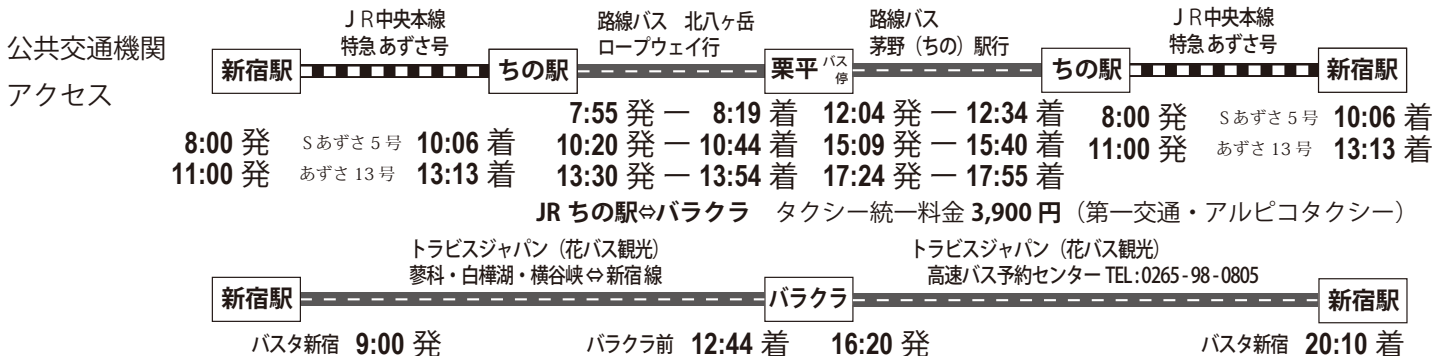 公共交通機関
アクセス
ＪＲ中央本線
特急 あずさ号
路線バス　北八ヶ岳
ロープウェイ行
路線バス
茅野（ちの）駅行
ＪＲ中央本線
特急 あずさ号
新宿駅 ちの駅 栗平 バス停 ちの駅 新宿駅
7:55 発 ー 8:19 着 12:04 発 ー 12:34 着 8:00 発 Sあずさ5号 10:06 着
8:00 発 Sあずさ5号 10:06 着 10:20 発 ー 10:44 着 15:09 発 ー 15:40 着 11:00 発 あずさ13号 13:13 着
11:00 発 あずさ13号 13:13 着 13:30 発 ー 13:54 着 17:24 発 ー 17:55 着
JR ちの駅⇔バラクラ　タクシー統一料金 3,900 円（第一交通・アルピコタクシー）
トラビスジャパン（花バス観光）
蓼科・白樺湖・横谷峡 ⇔ 新宿線
トラビスジャパン（花バス観光）
高速バス予約センター TEL:0265-98-0805
新宿駅 バラクラ 新宿駅
バスタ新宿 9:00 発 バラクラ前 12:44 着 16:20 発 バスタ新宿 20:10 着